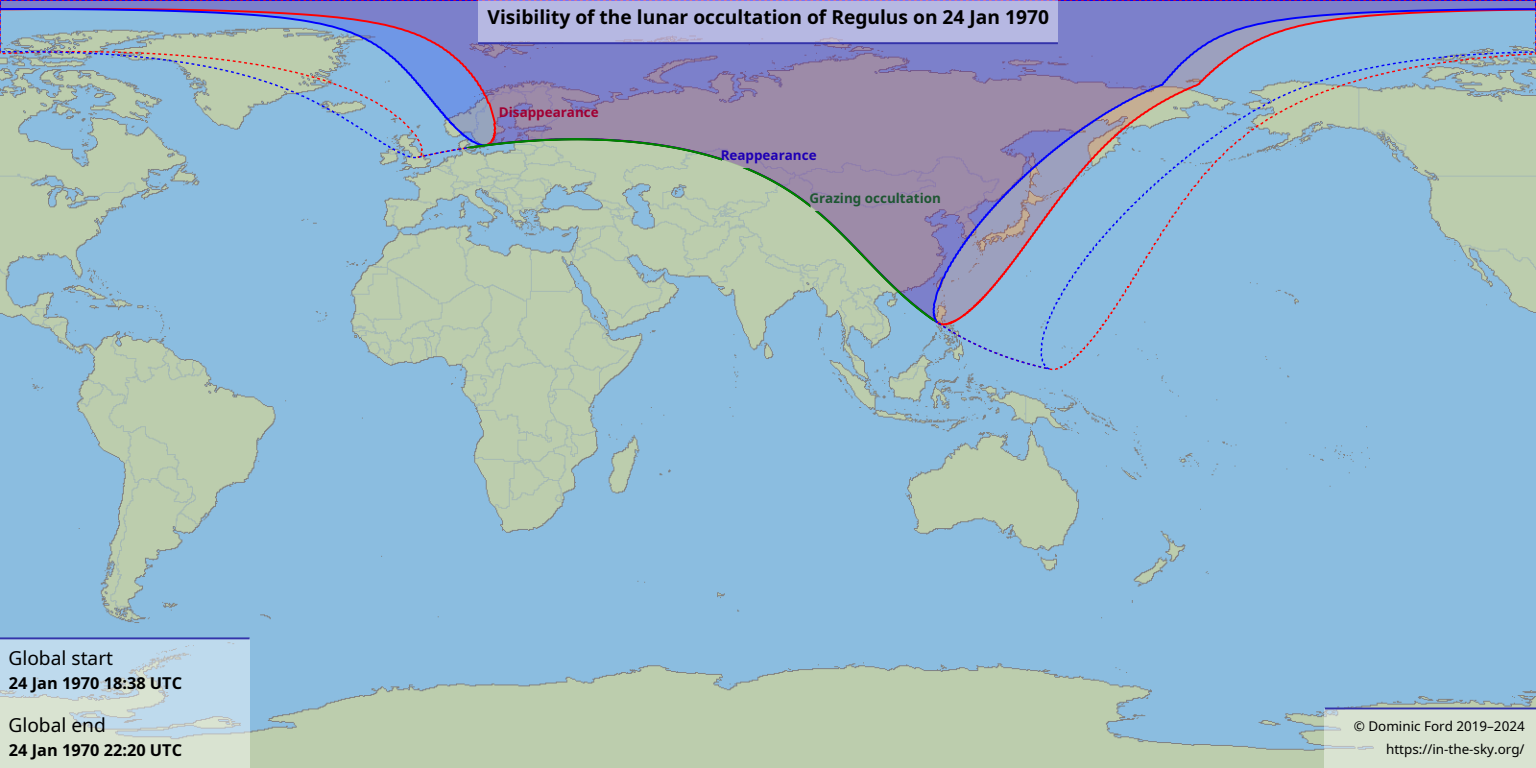 Visibility of the lunar occultation of Regulus on 24 Jan 1970
Disappearance
Reappearance
Grazing occultation
Global start
24 Jan 1970 18:38 UTC
Global end
24 Jan 1970 22:20 UTC
© Dominic Ford 2019–2024
https://in-the-sky.org/